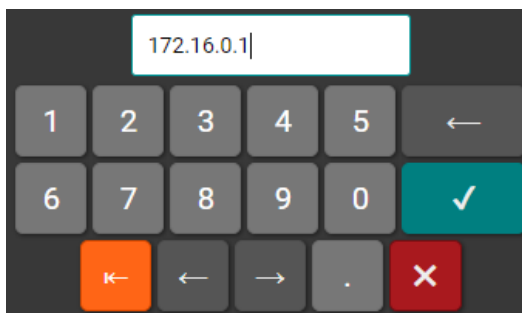 172.16.0.1
1 2 3 4 5 ←
6 7 8 9 0 ✓
⇤ ← → . ✕